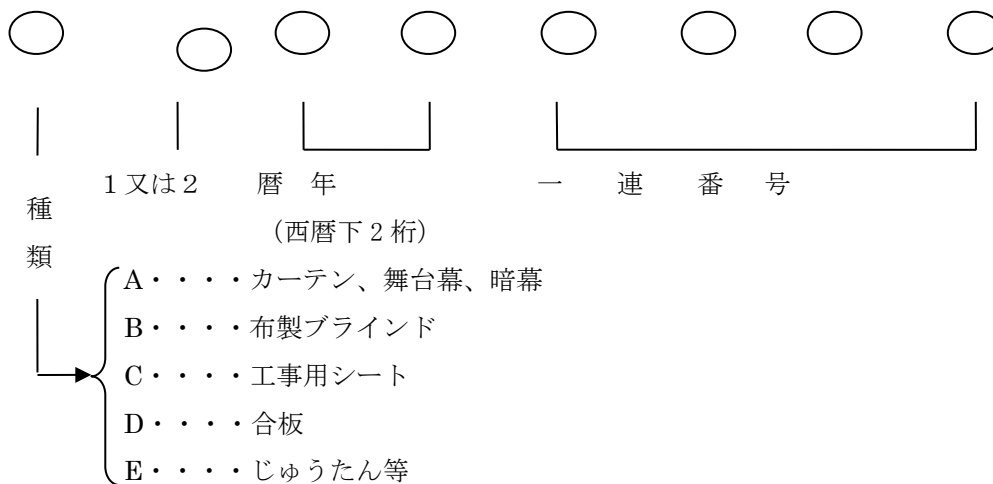 1又は2 暦 年 一 連 番 号
種
類
(西暦下2桁)
A・・・・カーテン、舞台幕、暗幕
B・・・・布製ブラインド
C・・・・工事用シート
D・・・・合板
E・・・・じゅうたん等